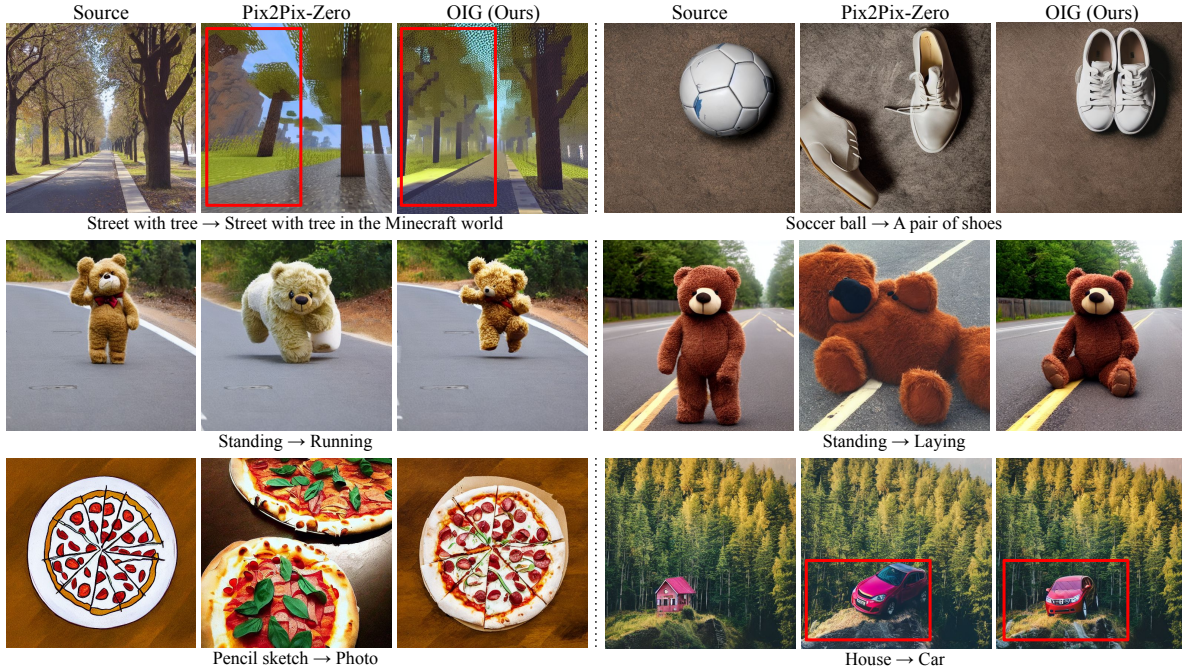 Source Pix2Pix-Zero OIG (Ours) Source Pix2Pix-Zero OIG (Ours)
Street with tree → Street with tree in the Minecraft world
Soccer ball → A pair of shoes
Standing → Running
Standing → Laying
Pencil sketch → Photo
House → Car